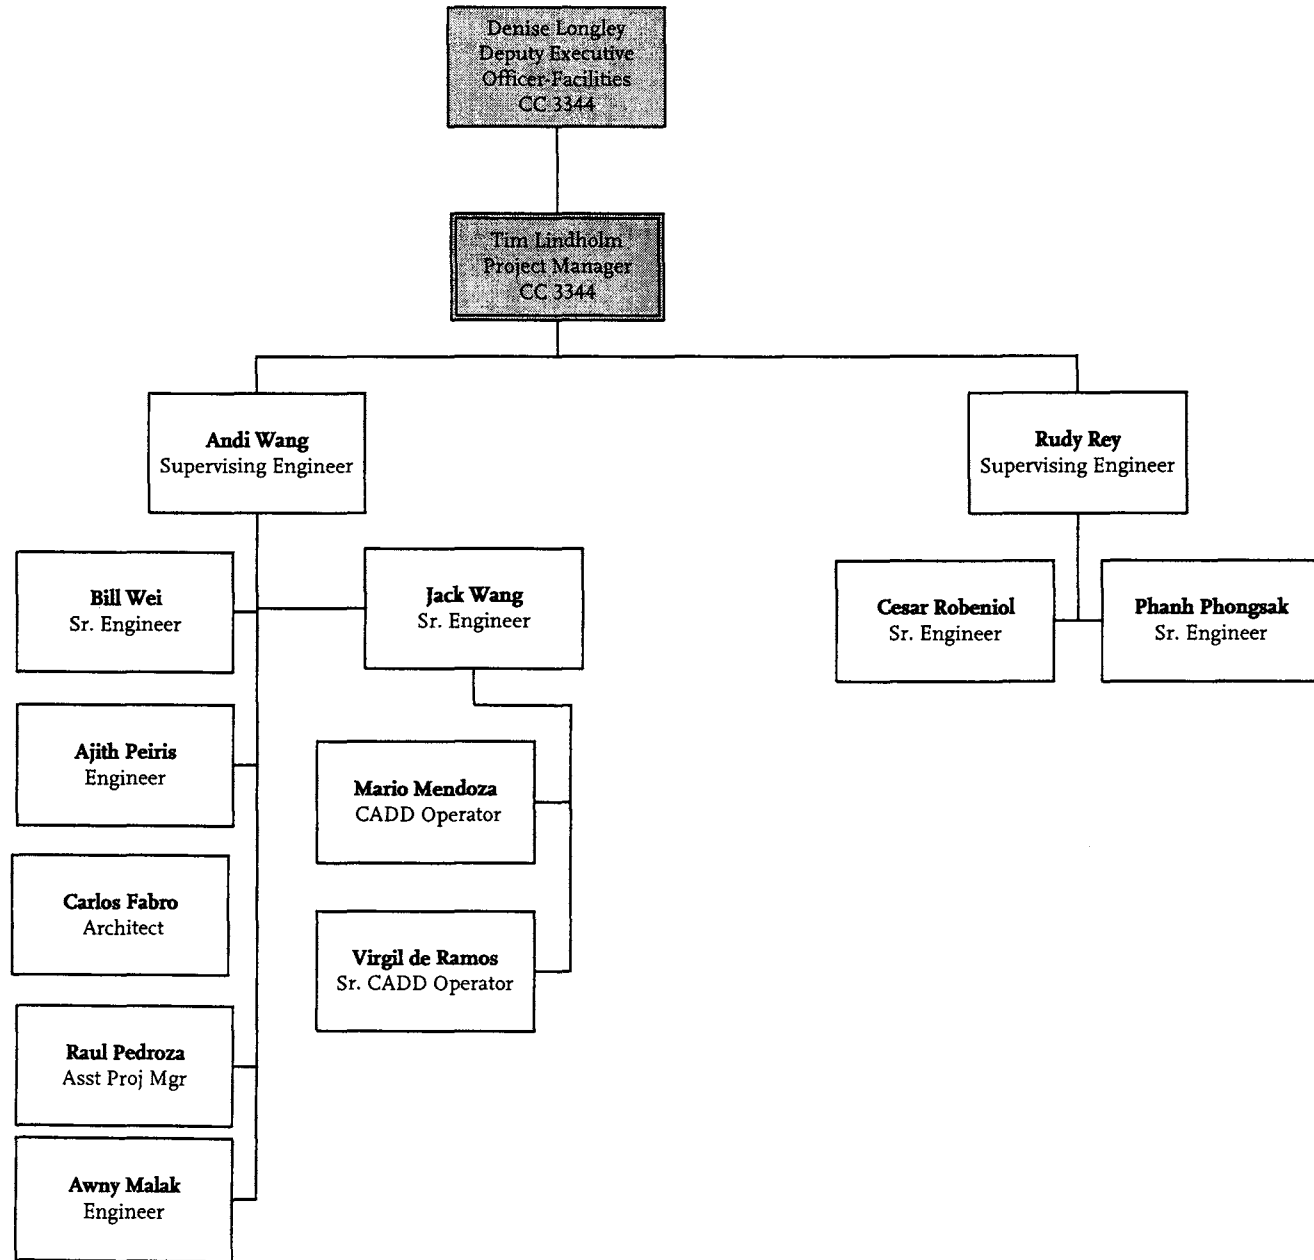 Denise Longley
Deputy Executive
Officer-Facilities
CC 3344
Tim Lindholm
Project Manager
CC 3344
Andi Wang
Supervising Engineer
Rudy Rey
Supervising Engineer
Bill Wei
Sr. Engineer
Jack Wang
Sr. Engineer
Cesar Robeniol
Sr. Engineer
Phanh Phongsak
Sr. Engineer
Ajith Peiris
Engineer
Mario Mendoza
CADD Operator
Carlos Fabro
Architect
Virgil de Ramos
Sr. CADD Operator
Raul Pedroza
Asst Proj Mgr
Awny Malak
Engineer